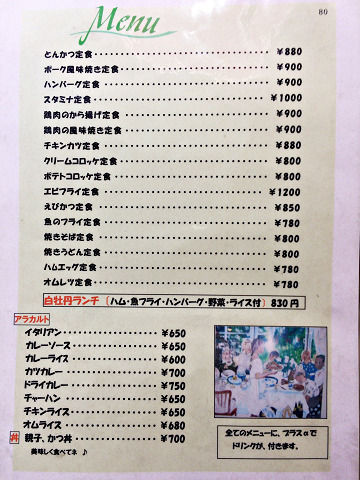 Menu
80
とんかつ定食 ¥880
ポーク風味焼き定食 ¥900
ハンバーグ定食 ¥900
スタミナ定食 ¥1000
鶏肉のから揚げ定食 ¥900
鶏肉の風味焼き定食 ¥900
チキンカツ定食 ¥880
クリームコロッケ定食 ¥800
ポテトコロッケ定食 ¥800
エビフライ定食 ¥1200
えびかつ定食 ¥850
魚のフライ定食 ¥780
焼きそば定食 ¥800
焼きうどん定食 ¥800
ハムエッグ定食 ¥780
オムレツ定食 ¥780
白牡丹ランチ (ハム・魚フライ・ハンバーグ・野菜・ライス付) 830円
アラカルト
イタリアン ¥650
カレーソース ¥650
カレーライス ¥600
カツカレー ¥700
ドライカレー ¥750
チャーハン ¥650
チキンライス ¥650
オムライス ¥680
丼 親子、かつ丼 ¥700
美味しく食べてネ ♪
全てのメニューに、プラスαで
ドリンクが、付きます。